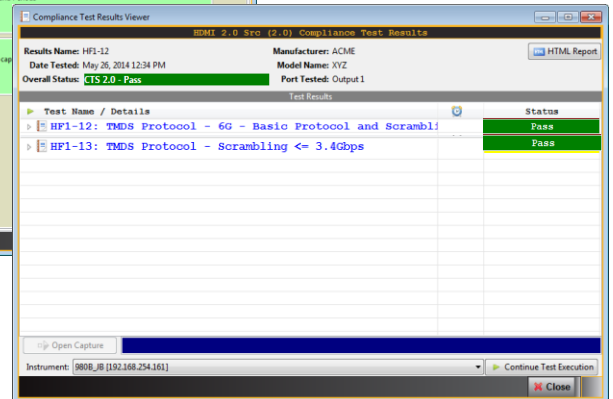 Compliance Test Results Viewer
HDMI 2.0 Src (2.0) Compliance Test Results
Results Name: HF1-12 Manufacturer: ACME HTML Report
Date Tested: May 26, 2014 12:34 PM Model Name: XYZ
Overall Status: CTS 2.0 - Pass Port Tested: Output 1
Test Results
Test Name / Details Status
HF1-12: TMDS Protocol - 6G - Basic Protocol and Scrambli Pass
HF1-13: TMDS Protocol - Scrambling <= 3.4Gbps Pass
Open Capture
Instrument: 980B_JB [192.168.254.161] Continue Test Execution
Close
cap